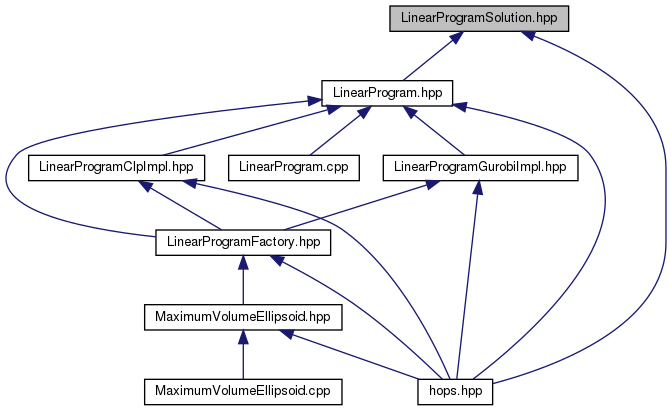 LinearProgramSolution.hpp
LinearProgram.hpp
LinearProgramClpImpl.hpp
LinearProgram.cpp
LinearProgramGurobiImpl.hpp
LinearProgramFactory.hpp
MaximumVolumeEllipsoid.hpp
MaximumVolumeEllipsoid.cpp
hops.hpp